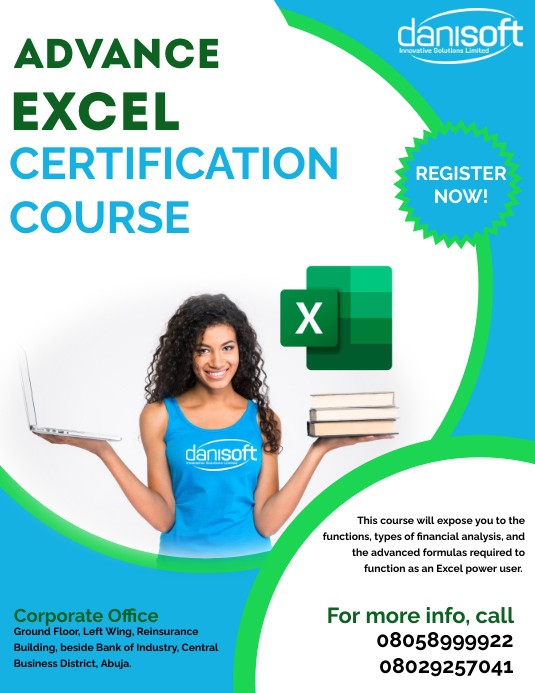 danisoft
Innovative Solutions Limited
ADVANCE
EXCEL
CERTIFICATION
COURSE
REGISTER
NOW!
X
danisoft
Innovative Solutions Limited
This course will expose you to the
functions, types of financial analysis, and
the advanced formulas required to
function as an Excel power user.
Corporate Office
Ground Floor, Left Wing, Reinsurance
Building, beside Bank of Industry, Central
Business District, Abuja.
For more info, call
08058999922
08029257041